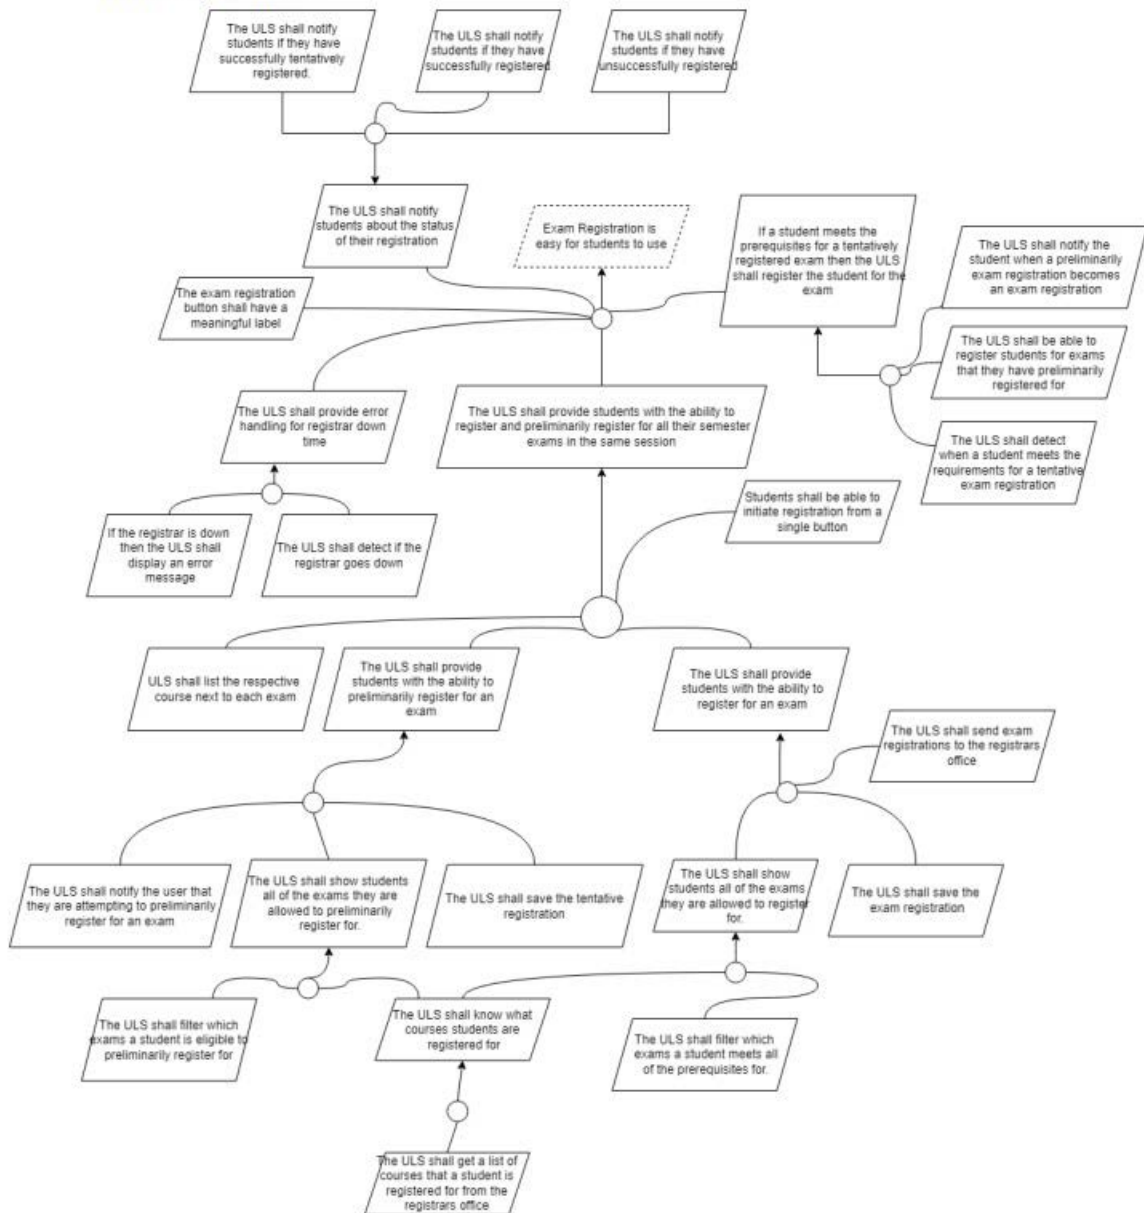 The ULS shall notify
students if they have
successfully tentatively
registered.
The ULS shall notify
students if they have
successfully registered
The ULS shall notify
students if they have
unsuccessfully registered
The ULS shall notify
students about the status
of their registration
Exam Registration is
easy for students to use
If a student meets the
prerequisites for a tentatively
registered exam then the ULS
shall register the student for the
exam
The ULS shall notify the
student when a preliminarily
exam registration becomes
an exam registration
The exam registration
button shall have a
meaningful label
The ULS shall be able to
register students for exams
that they have preliminarily
registered for
The ULS shall provide error
handling for registrar down
time
The ULS shall provide students with the ability to
register and preliminarily register for all their semester
exams in the same session
The ULS shall detect
when a student meets the
requirements for a tentative
exam registration
Students shall be able to
initiate registration from a
single button
If the registrar is down
then the ULS shall
display an error
message
The ULS shall detect if the
registrar goes down
ULS shall list the respective
course next to each exam
The ULS shall provide
students with the ability to
preliminarily register for an
exam
The ULS shall provide
students with the ability to
register for an exam
The ULS shall send exam
registrations to the registrars
office
The ULS shall notify the user that
they are attempting to preliminarily
register for an exam
The ULS shall show students
all of the exams they are
allowed to preliminarily
register for.
The ULS shall save the tentative
registration
The ULS shall show
students all of the exams
they are allowed to register
for.
The ULS shall save the
exam registration
The ULS shall filter which
exams a student is eligible to
preliminarily register for
The ULS shall know what
courses students are
registered for
The ULS shall filter which
exams a student meets all
of the prerequisites for.
The ULS shall get a list of
courses that a student is
registered for from the
registrars office